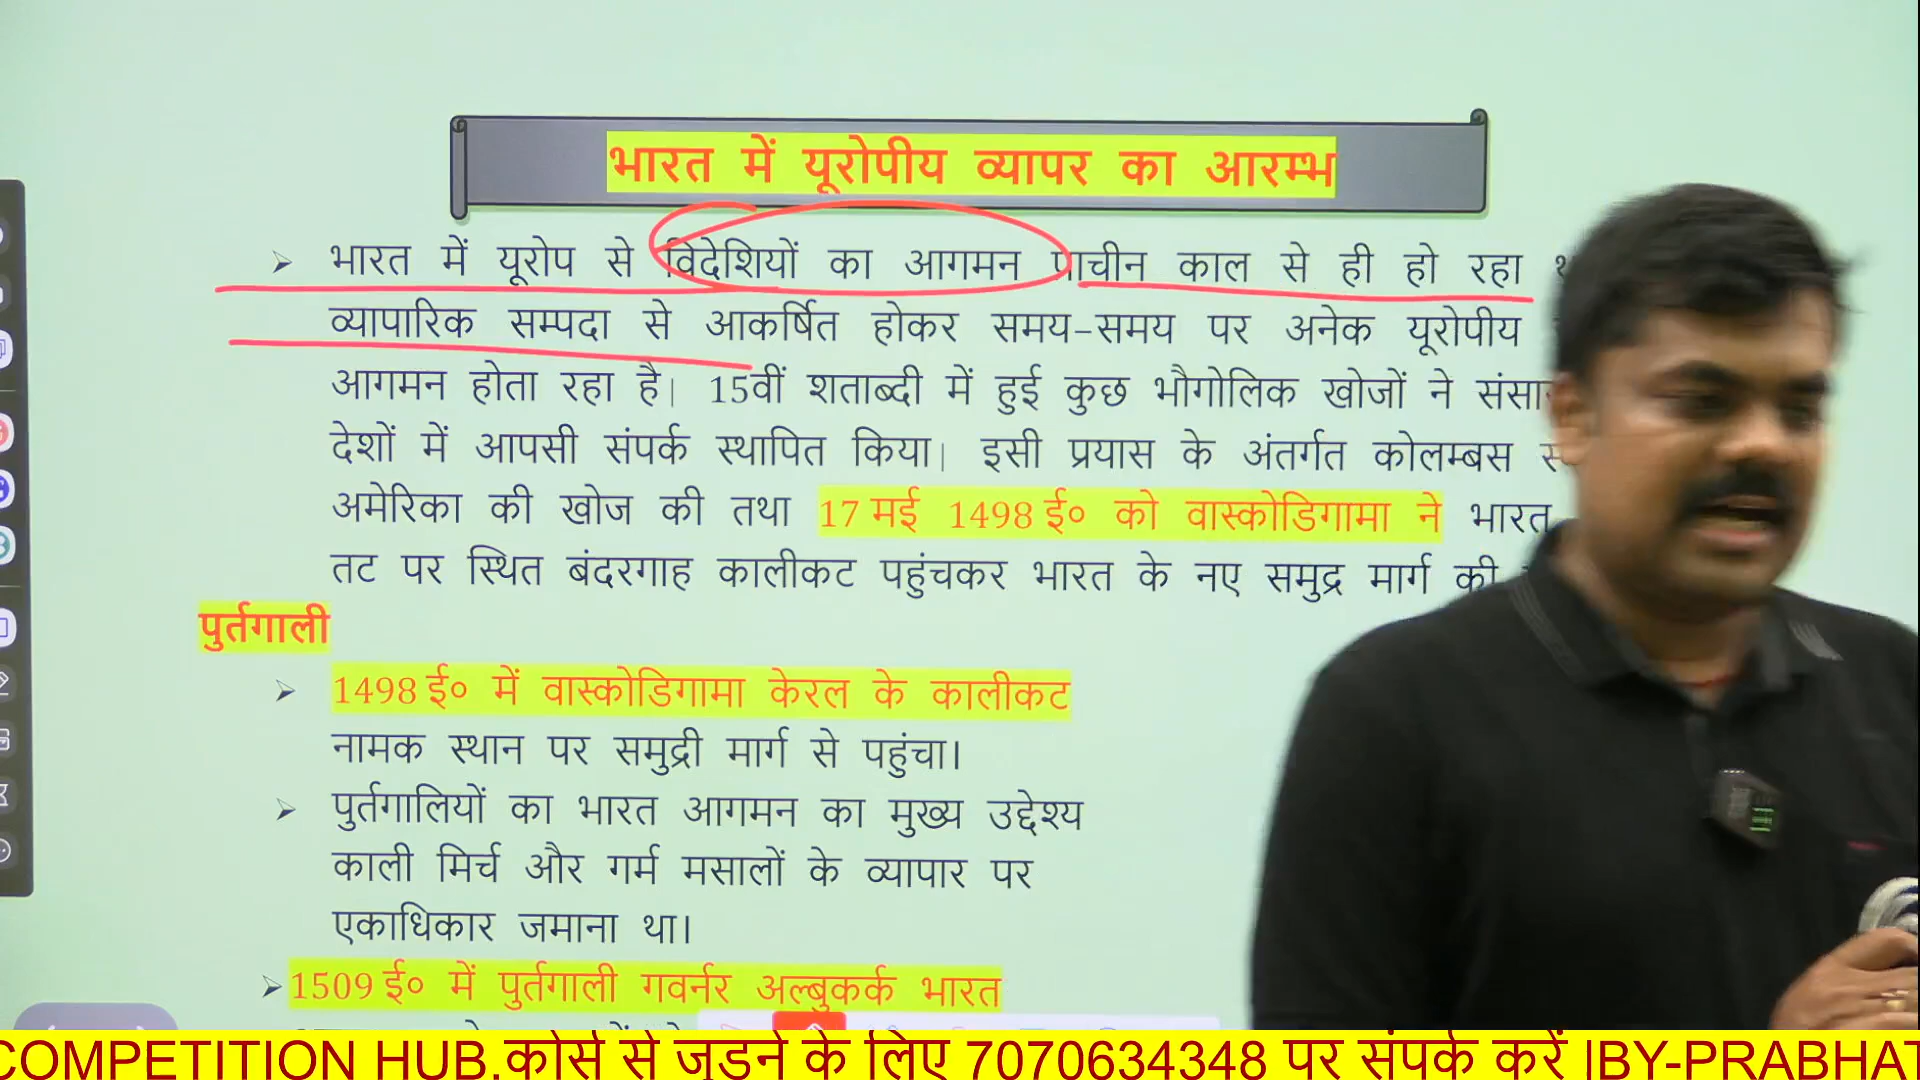 भारत में यूरोपीय व्यापर का आरम्भ
➢ भारत में यूरोप से विदेशियों का आगमन प्राचीन काल से ही हो रहा
व्यापारिक सम्पदा से आकर्षित होकर समय-समय पर अनेक यूरोपीय
आगमन होता रहा है। 15वीं शताब्दी में हुई कुछ भौगोलिक खोजों ने
देशों में आपसी संपर्क स्थापित किया। इसी प्रयास के अंतर्गत कोलम्बस
अमेरिका की खोज की तथा 17 मई 1498 ई० को वास्कोडिगामा ने भारत
तट पर स्थित बंदरगाह कालीकट पहुंचकर भारत के नए समुद्र मार्ग की
पुर्तगाली
➢ 1498 ई० में वास्कोडिगामा केरल के कालीकट
नामक स्थान पर समुद्री मार्ग से पहुंचा।
➢ पुर्तगालियों का भारत आगमन का मुख्य उद्देश्य
काली मिर्च और गर्म मसालों के व्यापार पर
एकाधिकार जमाना था।
➢ 1509 ई० में पुर्तगाली गवर्नर अल्बुकर्क भारत
COMPETITION HUB.कोर्स से जुडने के लिए 7070634348 पर संपर्क करें |BY-PRABHAT